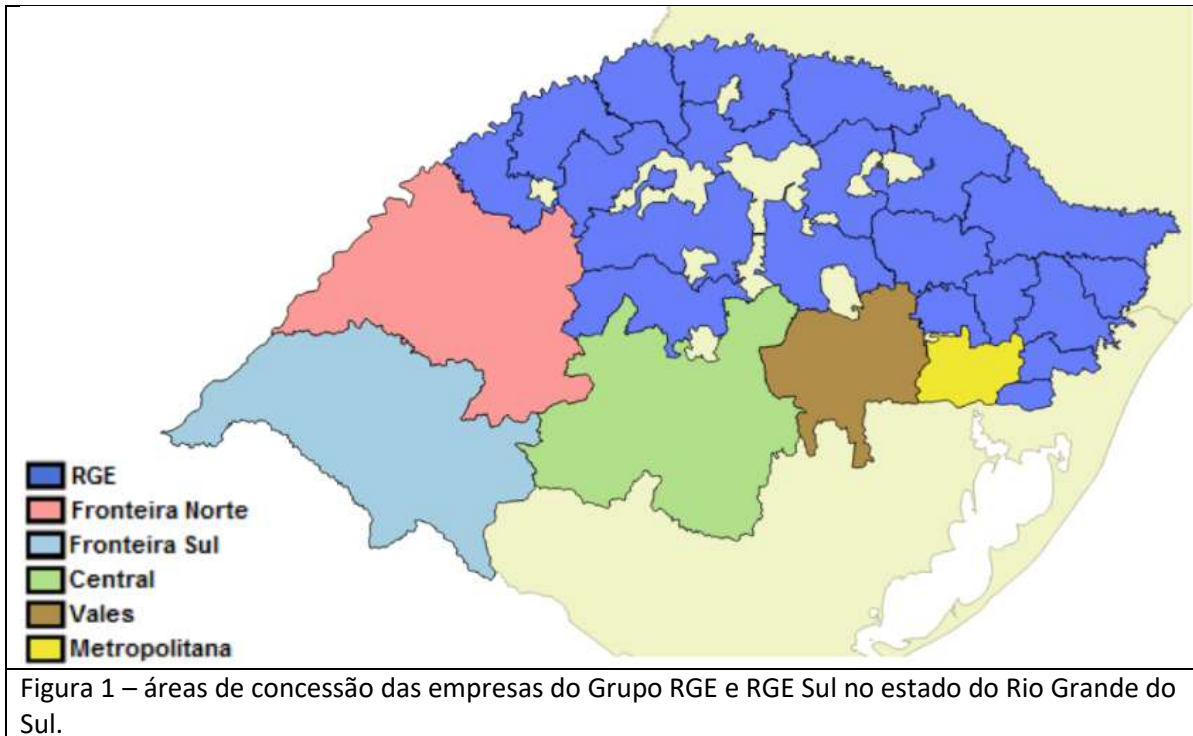 RGE
Fronteira Norte
Fronteira Sul
Central
Vales
Metropolitana
Figura 1 – áreas de concessão das empresas do Grupo RGE e RGE Sul no estado do Rio Grande do
Sul.